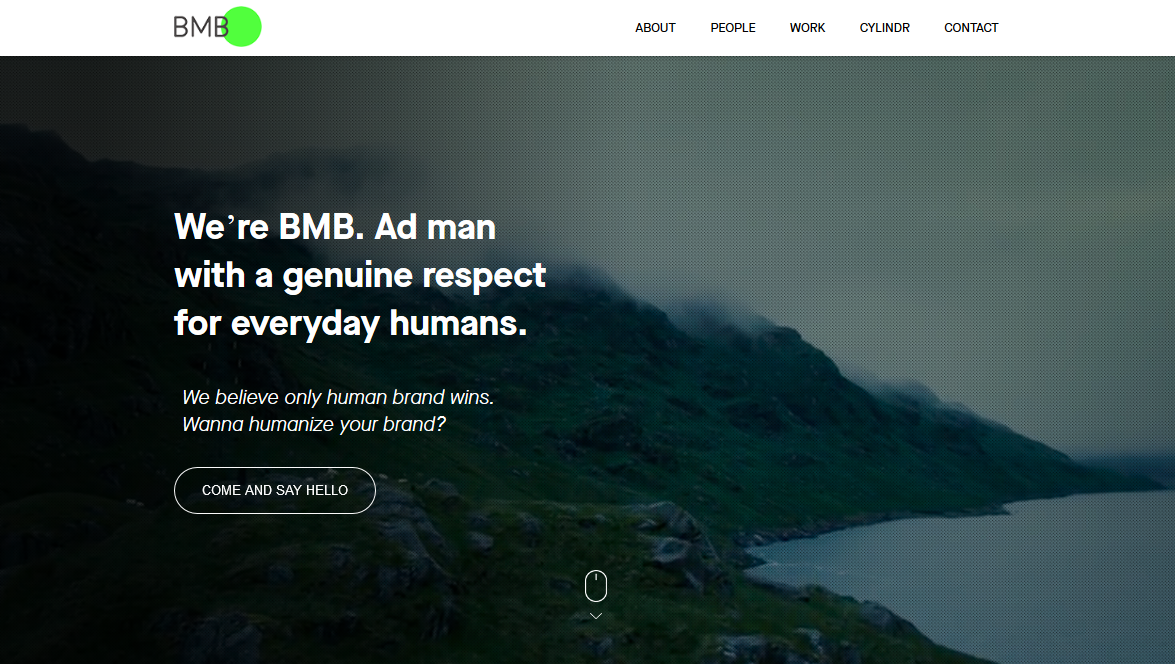 BMB
ABOUT PEOPLE WORK CYLINDR CONTACT
We’re BMB. Ad man
with a genuine respect
for everyday humans.
We believe only human brand wins.
Wanna humanize your brand?
COME AND SAY HELLO